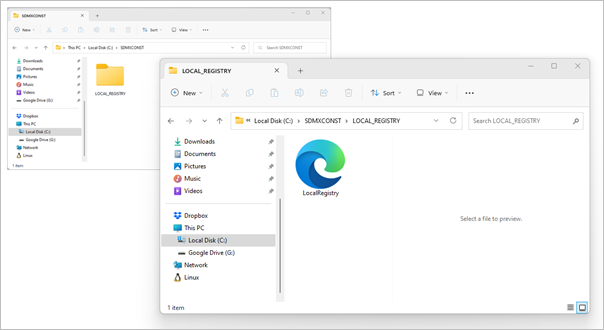 SDMXCONST
New
Sort
View
This PC > Local Disk (C:) > SDMXCONST
Search SDMXCONST
Downloads
Documents
Pictures
Music
Videos
Google Drive (G:)
Dropbox
This PC
Local Disk (C:)
Google Drive (G:)
Network
Linux
1 item
LOCAL_REGISTRY
LOCAL_REGISTRY
New
Sort
View
Local Disk (C:) > SDMXCONST > LOCAL_REGISTRY
Search LOCAL_REGISTRY
Downloads
Documents
Pictures
Music
Videos
Dropbox
This PC
Local Disk (C:)
Google Drive (G:)
Network
Linux
LocalRegistry
Select a file to preview.
1 item